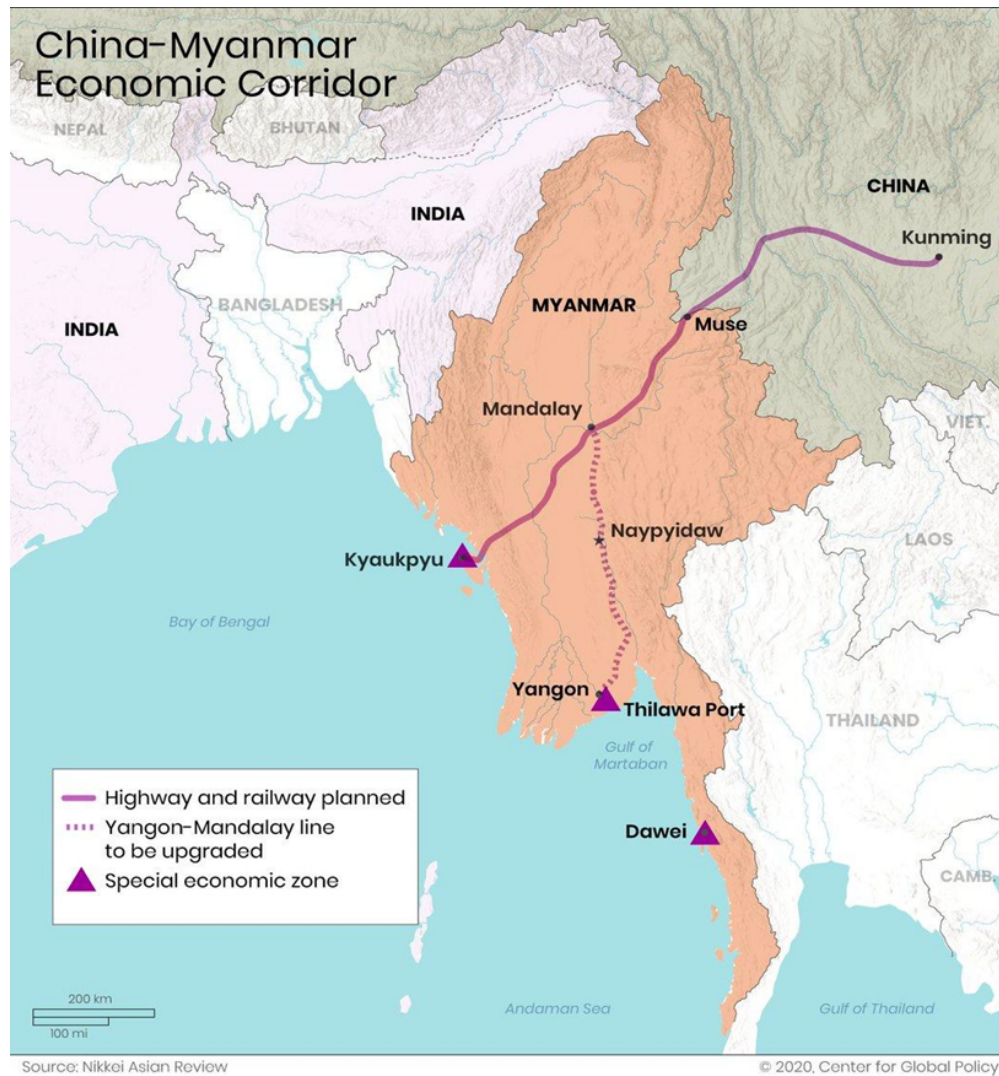 China-Myanmar
Economic Corridor
NEPAL
BHUTAN
CHINA
INDIA
Kunming
BANGLADESH
MYANMAR
INDIA
Muse
Mandalay
VIET.
Naypyidaw
LAOS
Kyaukpyu
Bay of Bengal
Yangon
Thilawa Port
THAILAND
Gulf of
Martaban
Highway and railway planned
Yangon-Mandalay line
to be upgraded
Special economic zone
Dawei
CAMB.
200 km
100 mi
Andaman Sea
Gulf of Thailand
Source: Nikkei Asian Review
© 2020, Center for Global Policy